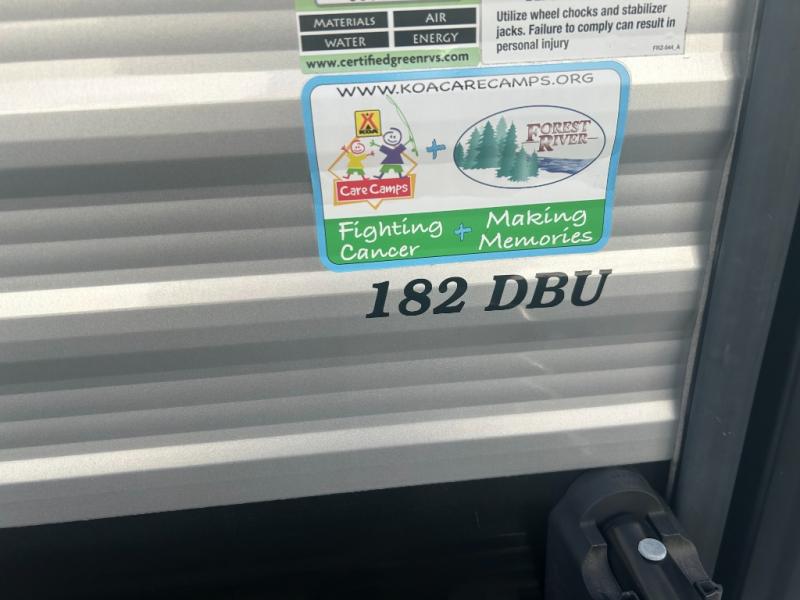 MATERIALS
AIR
WATER
ENERGY
www.certifiedgreenrvs.com
Utilize wheel chocks and stabilizer
jacks. Failure to comply can result in
personal injury
WWW.KOACARECAMPS.ORG
KOA
Care Camps
+
FOREST
RIVER
Fighting
Cancer
+
Making
Memories
182 DBU